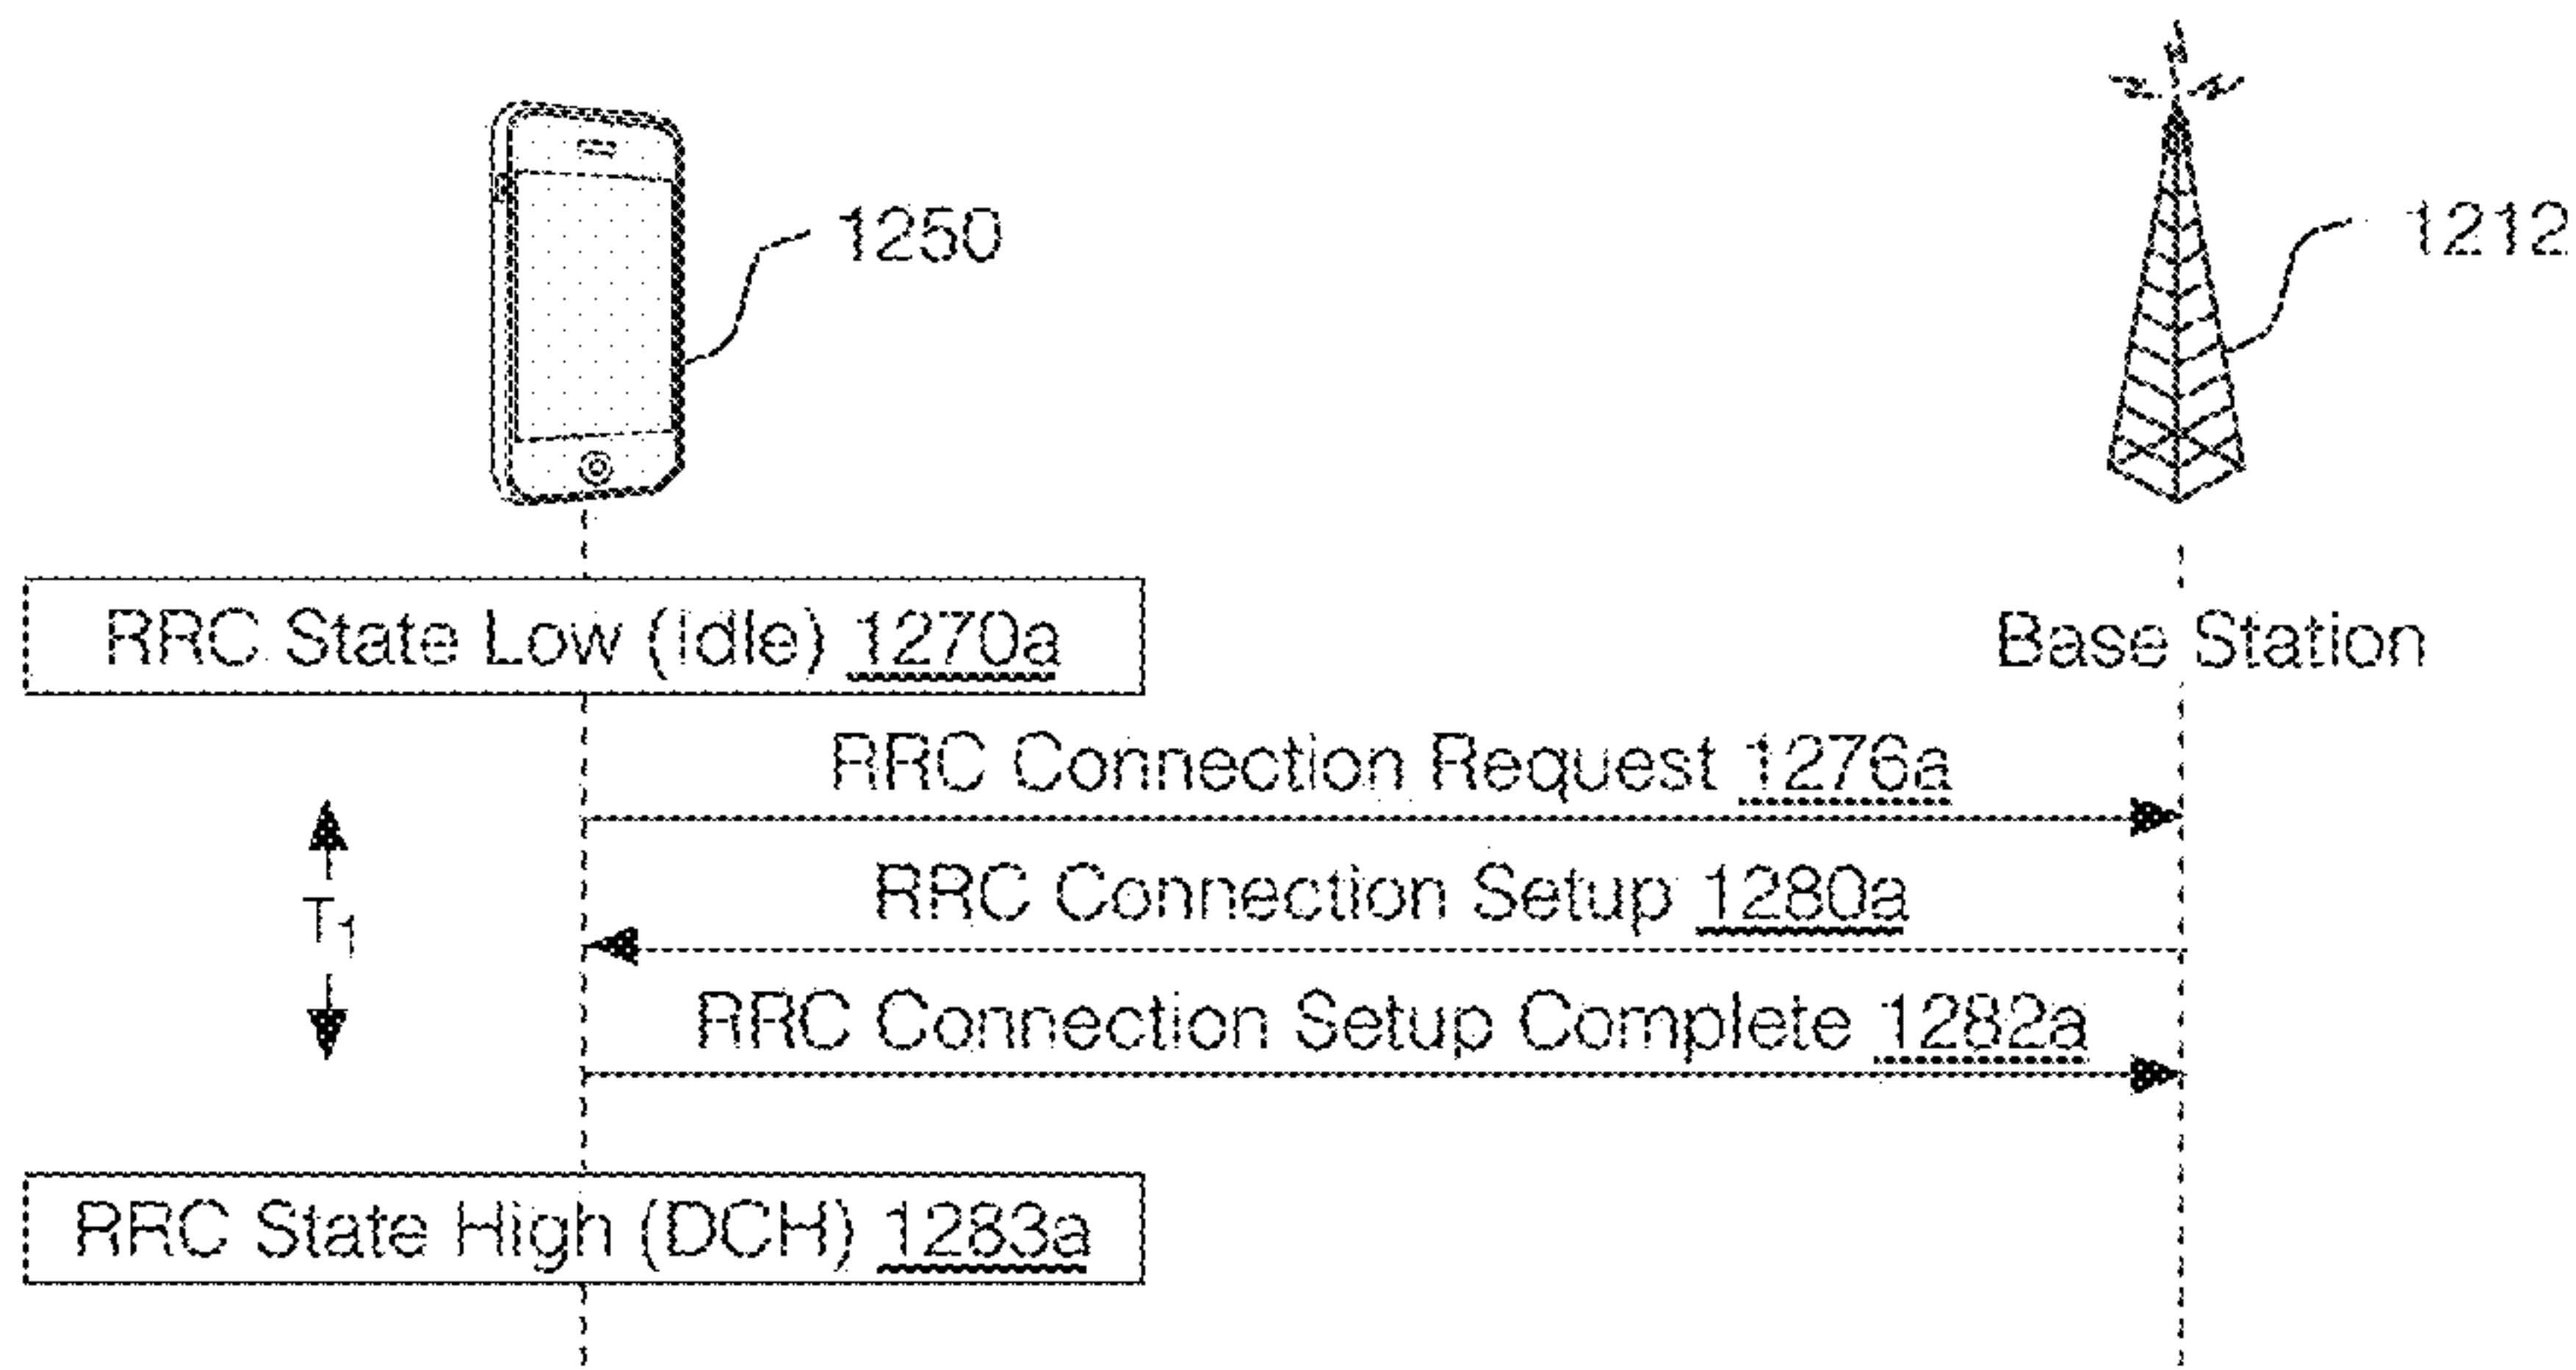 1250
1212
RRC State Low (Idle) 1270a
Base Station
RRC Connection Request 1276a
RRC Connection Setup 1280a
T1
RRC Connection Setup Complete 1282a
RRC State High (DCH) 1283a